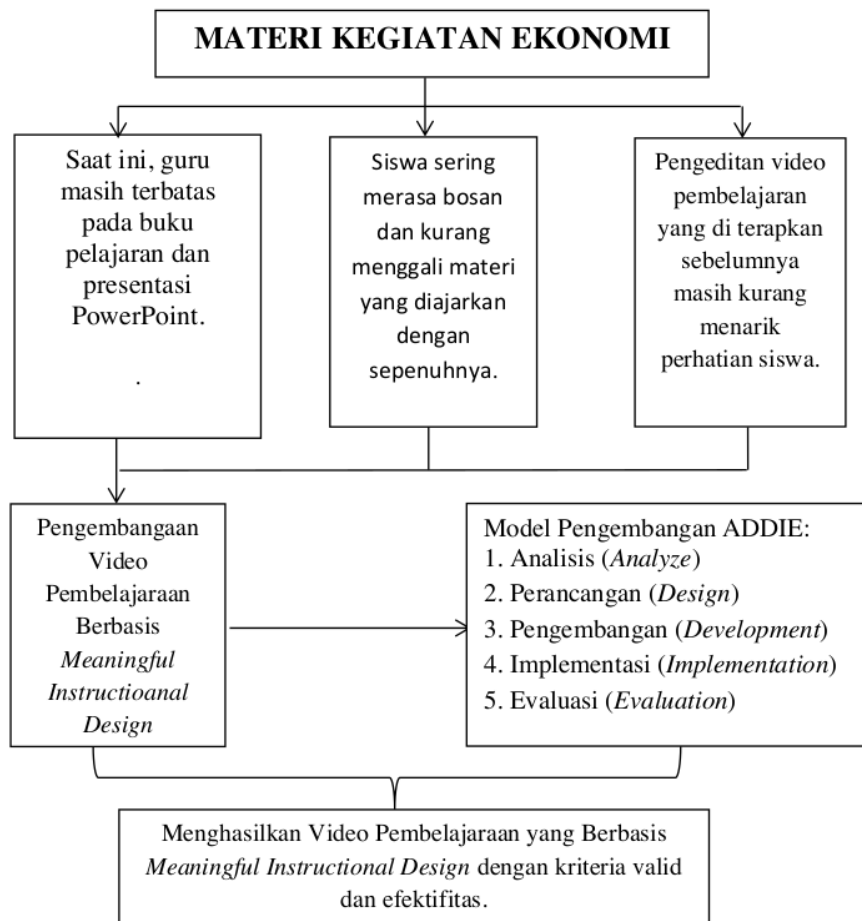 MATERI KEGIATAN EKONOMI
Saat ini, guru
masih terbatas
pada buku
pelajaran dan
presentasi
PowerPoint.
.
Siswa sering
merasa bosan
dan kurang
menggali materi
yang diajarkan
dengan
sepenuhnya.
Pengeditan video
pembelajaran
yang di terapkan
sebelumnya
masih kurang
menarik
perhatian siswa.
Pengembangaan
Video
Pembelajaraan
Berbasis
Meaningful
Instructioanal
Design
Model Pengembangan ADDIE:
1. Analisis (Analyze)
2. Perancangan (Design)
3. Pengembangan (Development)
4. Implementasi (Implementation)
5. Evaluasi (Evaluation)
Menghasilkan Video Pembelajaraan yang Berbasis
Meaningful Instructional Design dengan kriteria valid
dan efektifitas.